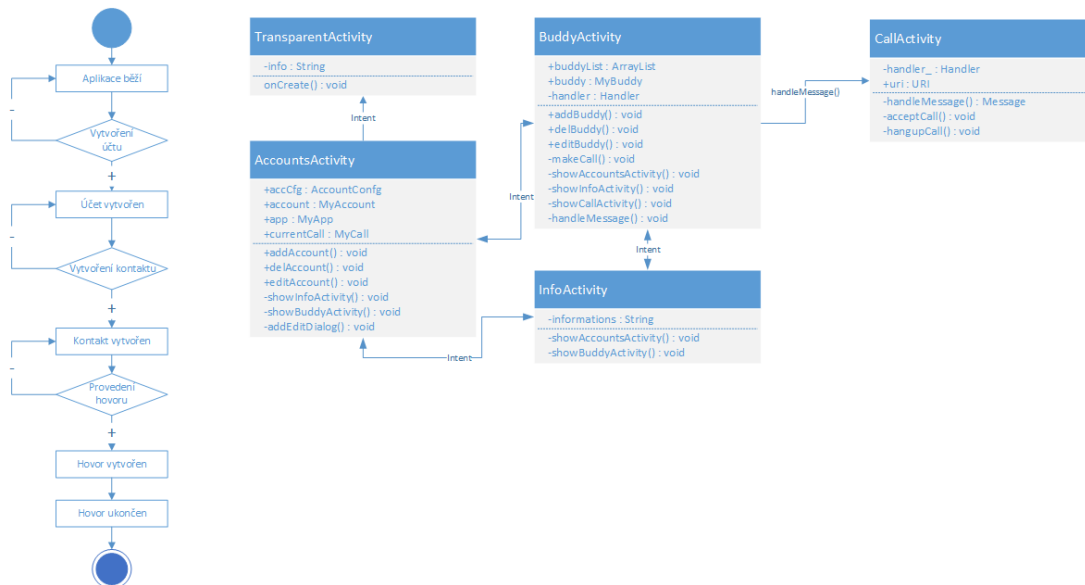 Aplikace běží
-
Vytvoření
účtu
+
Účet vytvořen
-
Vytvoření kontaktu
+
Kontakt vytvořen
-
Provedení
hovoru
+
Hovor vytvořen
Hovor ukončen
TransparentActivity
-info : String
onCreate() : void
Intent
AccountsActivity
+accCfg : AccountConfg
+account : MyAccount
+app : MyApp
+currentCall : MyCall
+addAccount() : void
+delAccount() : void
+editAccount() : void
-showInfoActivity() : void
-showBuddyActivity() : void
-addEditDialog() : void
Intent
Intent
BuddyActivity
+buddyList : ArrayList
+buddy : MyBuddy
-handler : Handler
+addBuddy() : void
+delBuddy() : void
+editBuddy() : void
-makeCall() : void
-showAccountsActivity() : void
-showInfoActivity() : void
-showCallActivity() : void
-handleMessage() : void
Intent
InfoActivity
-informations : String
-showAccountsActivity() : void
-showBuddyActivity() : void
handleMessage()
CallActivity
-handler_ : Handler
+uri : URI
-handleMessage() : Message
-acceptCall() : void
-hangupCall() : void